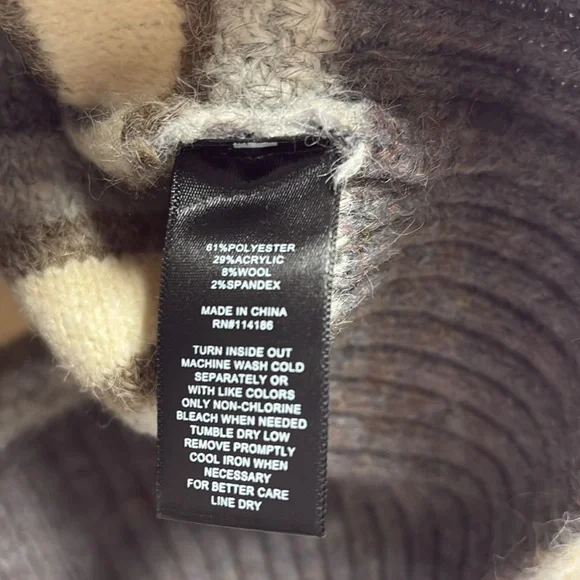 61%POLYESTER
29%ACRYLIC
8%WOOL
2%SPANDEX
MADE IN CHINA
RN#114186
TURN INSIDE OUT
MACHINE WASH COLD
SEPARATELY OR
WITH LIKE COLORS
ONLY NON-CHLORINE
BLEACH WHEN NEEDED
TUMBLE DRY LOW
REMOVE PROMPTLY
COOL IRON WHEN
NECESSARY
FOR BETTER CARE
LINE DRY